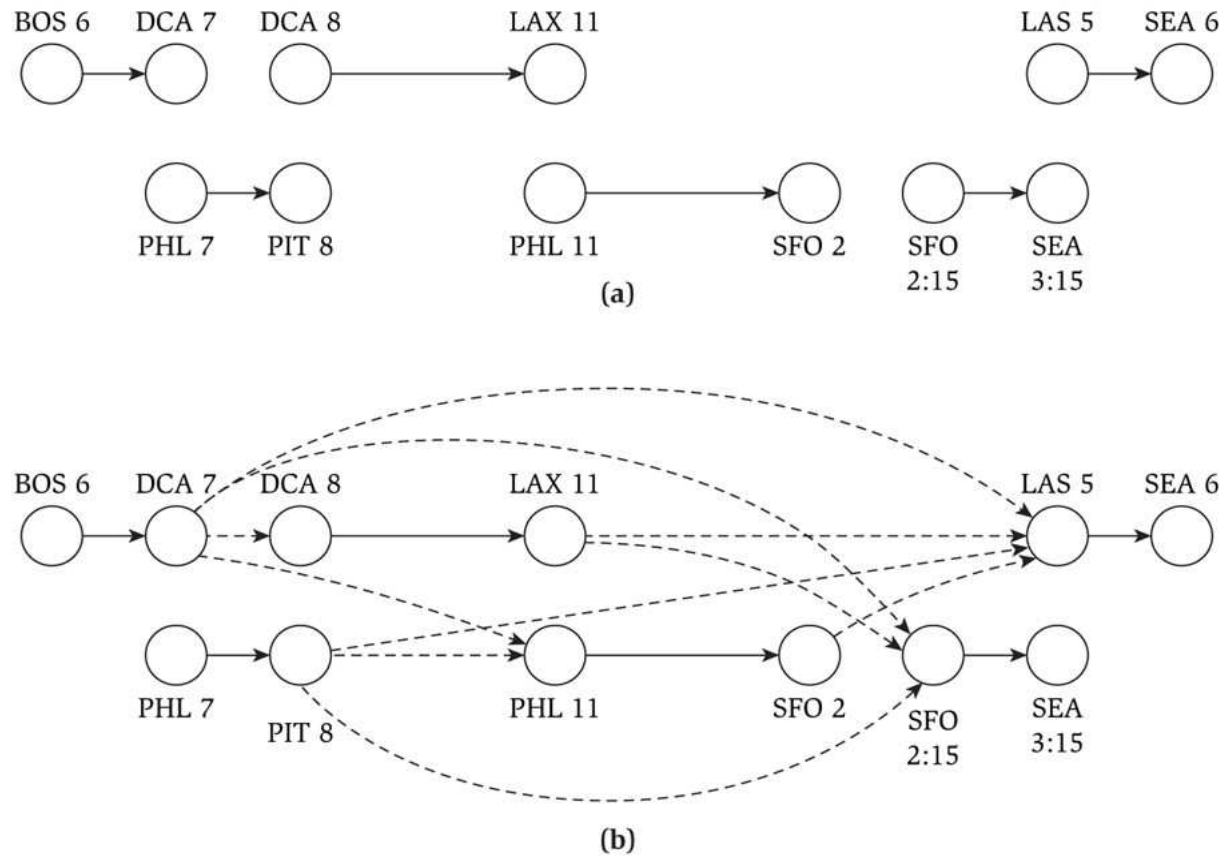 BOS 6 DCA 7 DCA 8 LAX 11 LAS 5 SEA 6
PHL 7 PIT 8 PHL 11 SFO 2 SFO SEA
2:15 3:15
(a)
BOS 6 DCA 7 DCA 8 LAX 11 LAS 5 SEA 6
PHL 7 PIT 8 PHL 11 SFO 2 SFO SEA
2:15 3:15
(b)